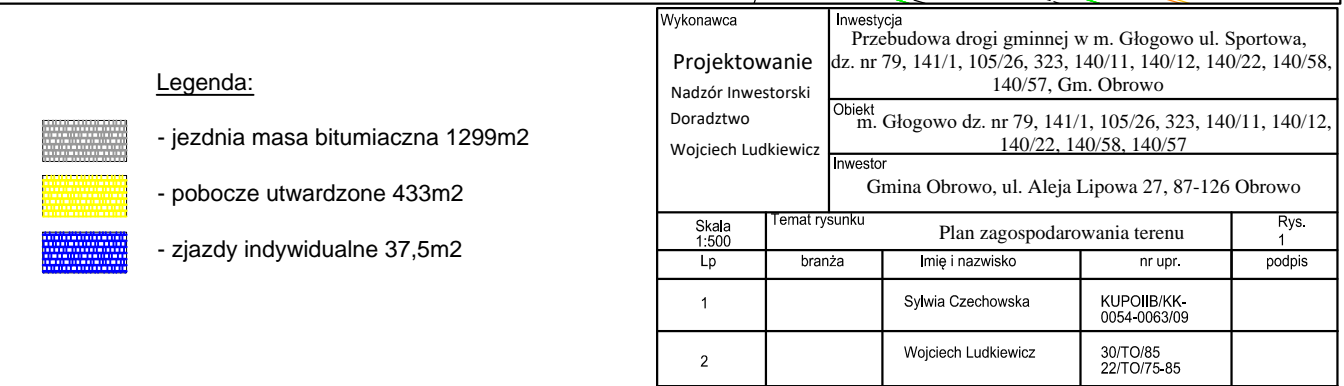 Legenda:
- jezdnia masa bitumiaczna 1299m2
- pobocze utwardzone 433m2
- zjazdy indywidualne 37,5m2
Wykonawca
Projektowanie
Nadzór Inwestorski
Doradztwo
Wojciech Ludkiewicz
Inwestycja
Przebudowa drogi gminnej w m. Głogowo ul. Sportowa,
dz. nr 79, 141/1, 105/26, 323, 140/11, 140/12, 140/22, 140/58,
140/57, Gm. Obrowo
Obiekt
m. Głogowo dz. nr 79, 141/1, 105/26, 323, 140/11, 140/12,
140/22, 140/58, 140/57
Inwestor
Gmina Obrowo, ul. Aleja Lipowa 27, 87-126 Obrowo
Skala
1:500
Temat rysunku
Plan zagospodarowania terenu
Rys.
1
Lp branża Imię i nazwisko nr upr. podpis
1 Sylwia Czechowska KUPOIIB/KK-
0054-0063/09
2 Wojciech Ludkiewicz 30/TO/85
22/TO/75-85